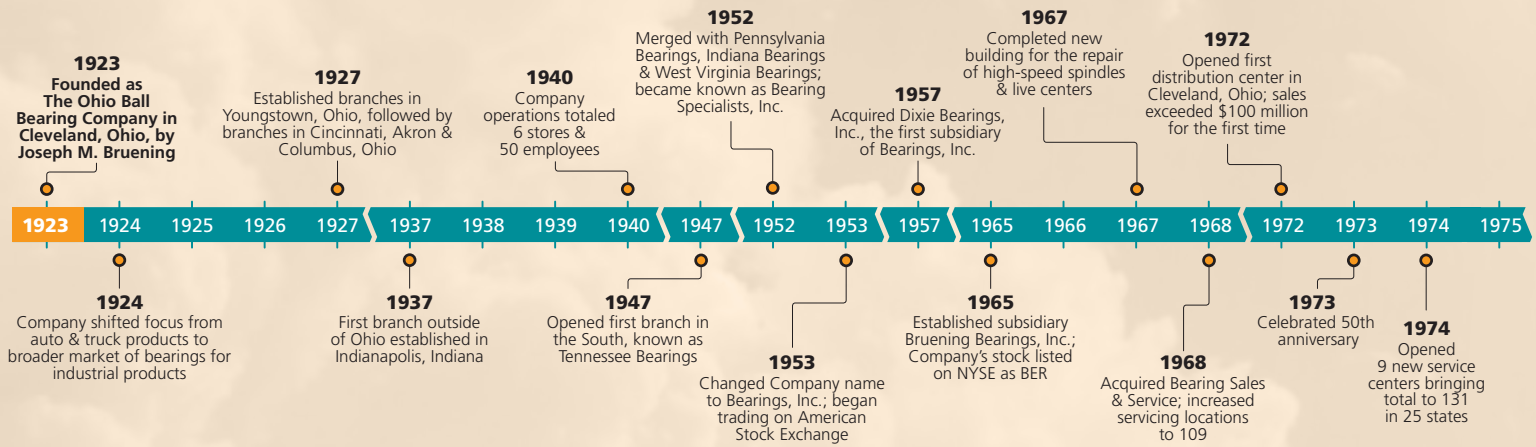 1923
Founded as
The Ohio Ball
Bearing Company in
Cleveland, Ohio, by
Joseph M. Bruening
1927
Established branches in
Youngstown, Ohio, followed by
branches in Cincinnati, Akron &
Columbus, Ohio
1940
Company
operations totaled
6 stores &
50 employees
1952
Merged with Pennsylvania
Bearings, Indiana Bearings
& West Virginia Bearings;
became known as Bearing
Specialists, Inc.
1957
Acquired Dixie Bearings,
Inc., the first subsidiary
of Bearings, Inc.
1967
Completed new
building for the repair
of high-speed spindles
& live centers
1972
Opened first
distribution center in
Cleveland, Ohio; sales
exceeded $100 million
for the first time
1923 1924 1925 1926 1927 1937 1938 1939 1940 1947 1952 1953 1957 1965 1966 1967 1968 1972 1973 1974 1975
1924
Company shifted focus from
auto & truck products to
broader market of bearings for
industrial products
1937
First branch outside
of Ohio established in
Indianapolis, Indiana
1947
Opened first branch in
the South, known as
Tennessee Bearings
1953
Changed Company name
to Bearings, Inc.; began
trading on American
Stock Exchange
1965
Established subsidiary
Bruening Bearings, Inc.;
Company's stock listed
on NYSE as BER
1968
Acquired Bearing Sales
& Service; increased
servicing locations
to 109
1973
Celebrated 50th
anniversary
1974
Opened
9 new service
centers bringing
total to 131
in 25 states